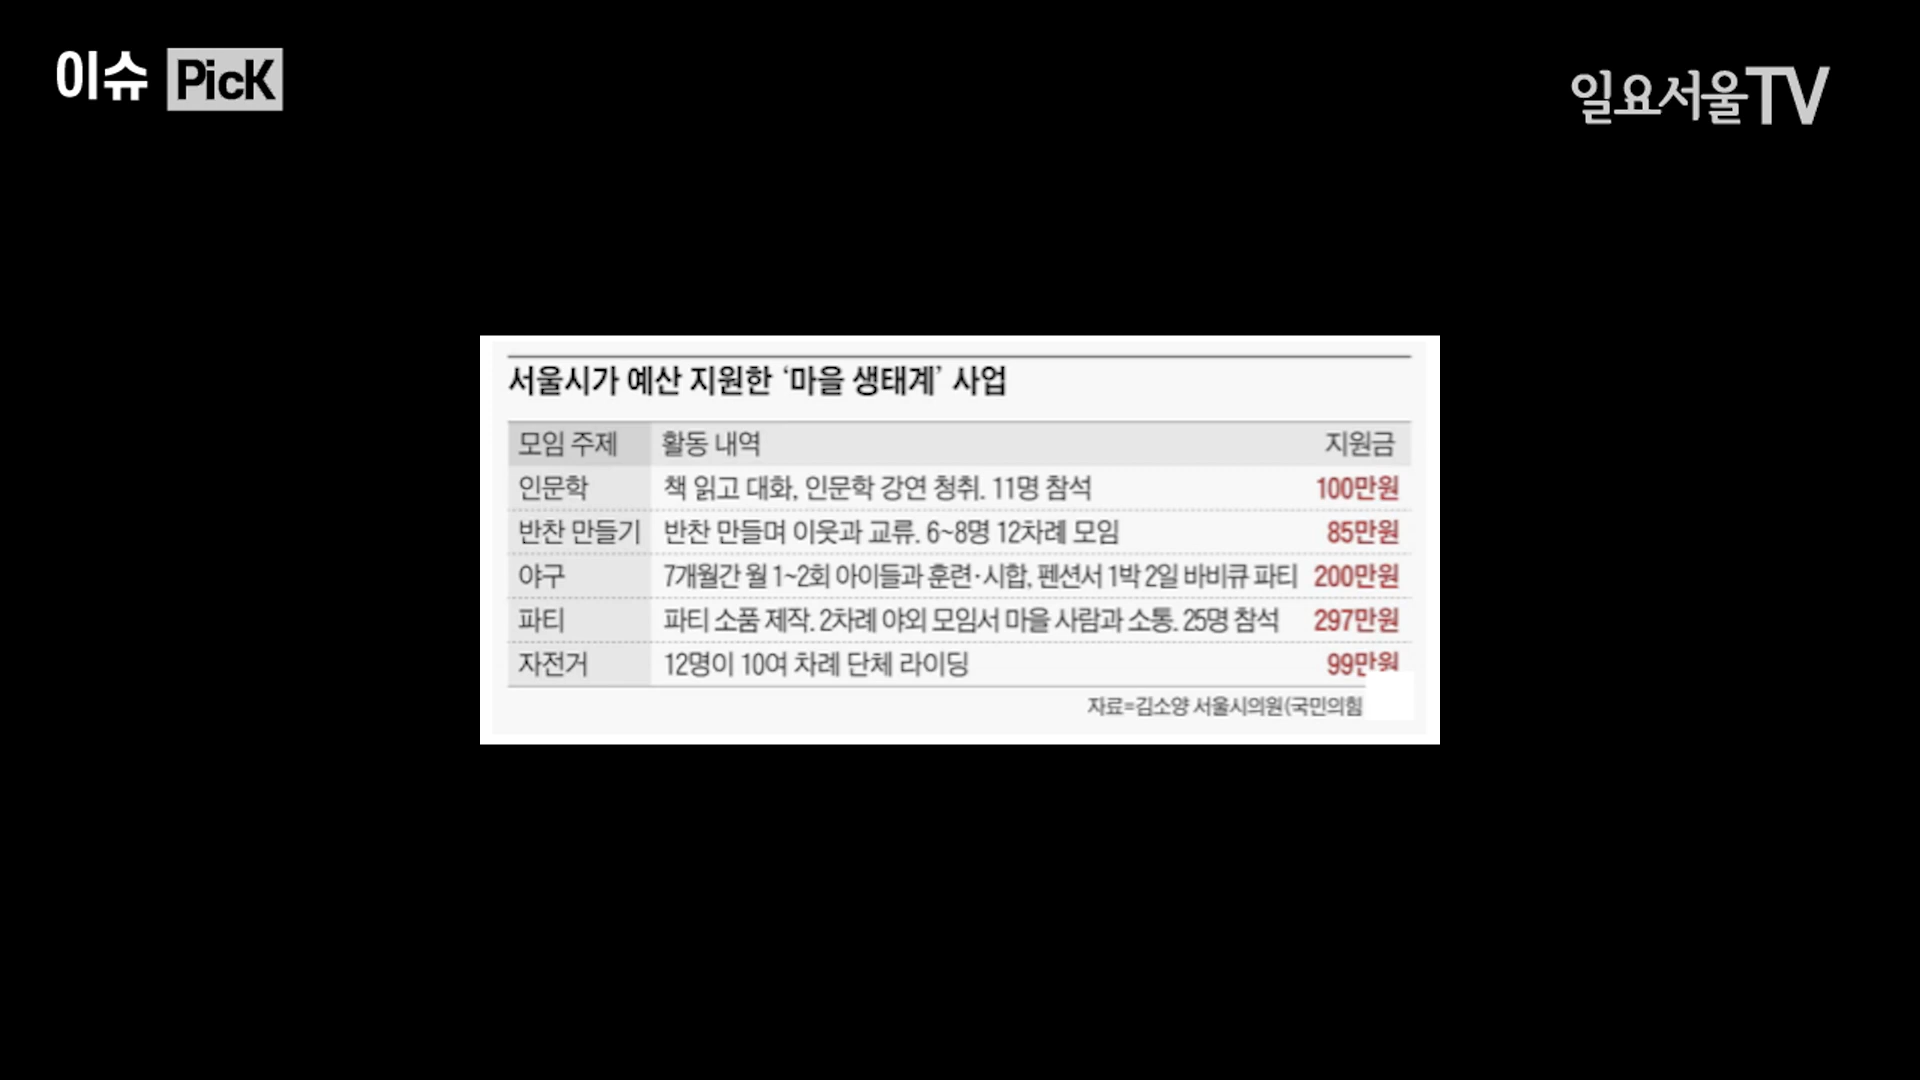 이슈 PicK
일요서울TV
서울시가 예산 지원한 ‘마을 생태계’ 사업
모임 주제 활동 내역 지원금
인문학 책 읽고 대화, 인문학 강연 청취. 11명 참석 100만원
반찬 만들기 반찬 만들며 이웃과 교류. 6~8명 12차례 모임 85만원
야구 7개월간 월 1~2회 아이들과 훈련·시합, 펜션서 1박 2일 바비큐 파티 200만원
파티 파티 소품 제작. 2차례 야외 모임서 마을 사람과 소통. 25명 참석 297만원
자전거 12명이 10여 차례 단체 라이딩 99만원
자료=김소양 서울시의원(국민의힘